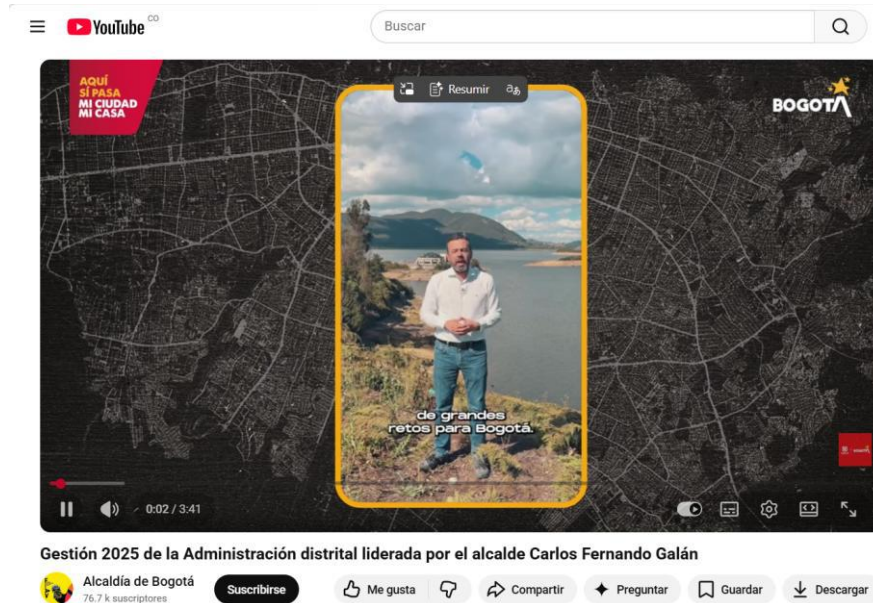 YouTube CO
Buscar
AQUÍ
SÍ PASA
MI CIUDAD
MI CASA
Resumir
BOGOTÁ
de grandes
retos para Bogotá.
0:02 / 3:41
Gestión 2025 de la Administración distrital liderada por el alcalde Carlos Fernando Galán
Alcaldía de Bogotá
76.7 k suscriptores
Suscribirse
Me gusta
Compartir
Preguntar
Guardar
Descargar